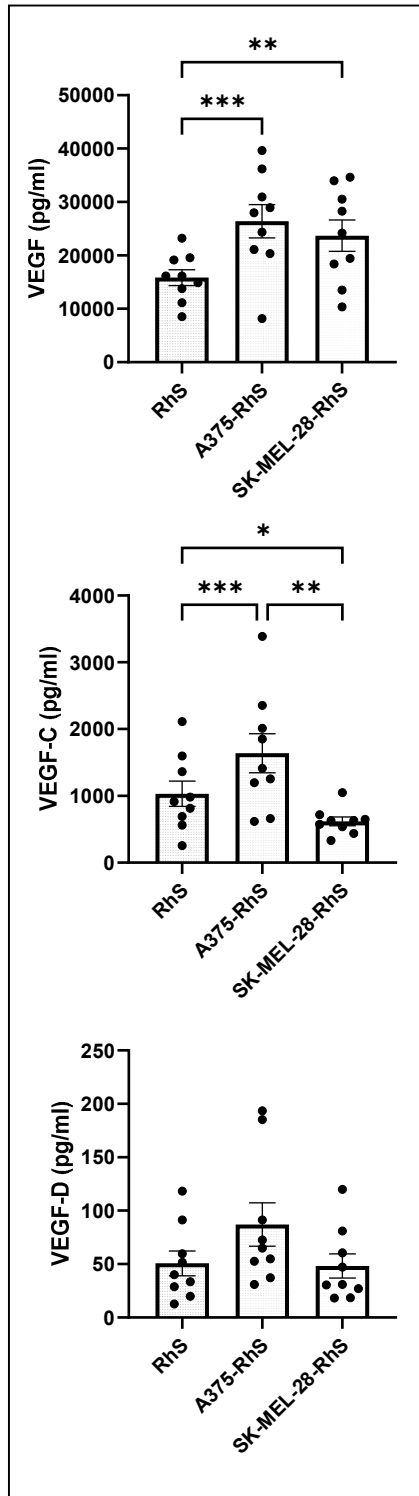 **
***
VEGF (pg/ml)
50000
40000
30000
20000
10000
0
RhS
A375-RhS
SK-MEL-28-RhS
*
***
**
VEGF-C (pg/ml)
4000
3000
2000
1000
0
RhS
A375-RhS
SK-MEL-28-RhS
VEGF-D (pg/ml)
250
200
150
100
50
0
RhS
A375-RhS
SK-MEL-28-RhS